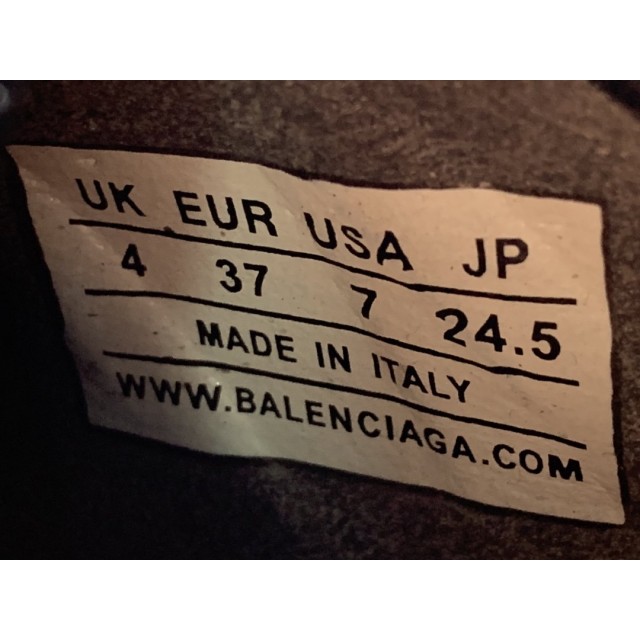 UK EUR USA JP
4 37 7 24.5
MADE IN ITALY
WWW.BALENCIAGA.COM